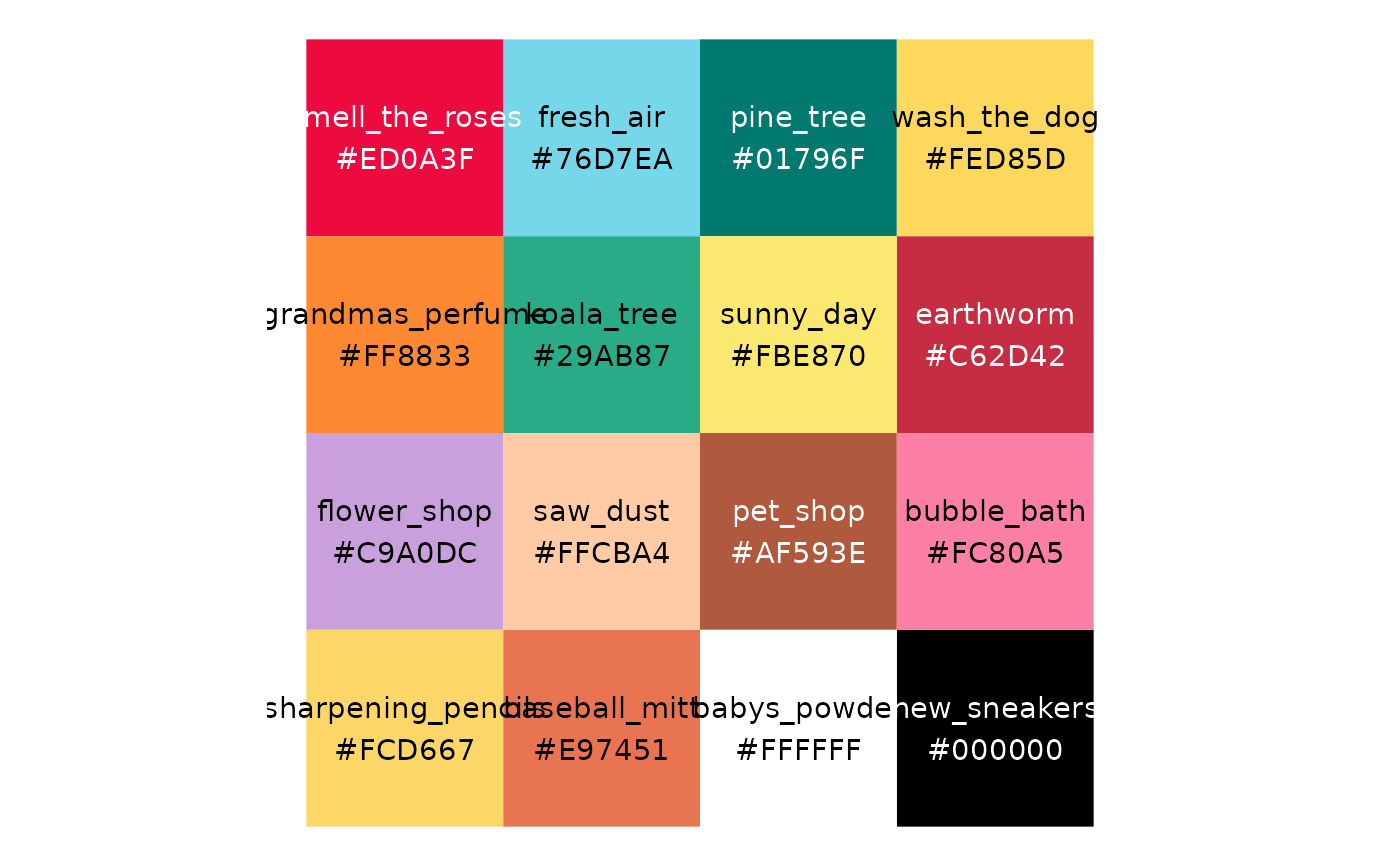 mell_the_roses fresh_air pine_tree wash_the_dog
#ED0A3F #76D7EA #01796F #FED85D
grandmas_perfume koala_tree sunny_day earthworm
#FF8833 #29AB87 #FBE870 #C62D42
flower_shop saw_dust pet_shop bubble_bath
#C9A0DC #FFCBA4 #AF593E #FC80A5
sharpening_pencils baseball_mitt babys_powde new_sneakers
#FCD667 #E97451 #FFFFFF #000000